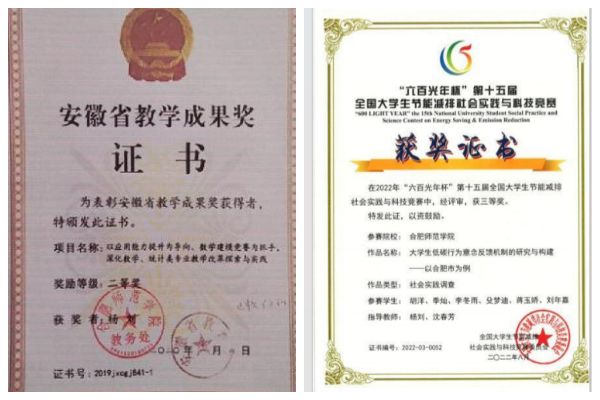 安徽省教学成果奖
证 书
为表彰安徽省教学成果奖获得者，
特颁发此证书。
项目名称：以应用能力提升为导向、数学建模竞赛为抓手，
深化数学、统计类专业教学改革探索与实践
奖励等级：二等奖
获 奖 者：杨 刘
教务处
证书号：2019jxcgj641-1
“六百光年杯”第十五届
全国大学生节能减排社会实践与科技竞赛
"600 LIGHT YEAR" the 15th National University Student Social Practice and
Science Contest on Energy Saving & Emission Reduction
获奖证书
在2022年“六百光年杯”第十五届全国大学生节能减排
社会实践与科技竞赛中，经评审，获三等奖。
特发此证，以资鼓励。
参赛院校：合肥师范学院
作品名称：大学生低碳行为意念反馈机制的研究与构建
——以合肥市为例
作品类型：社会实践调查
参赛学生：胡洋、季灿、李冬雨、殳梦迪、蒋玉娇、刘年嘉
指导教师：杨刘、沈春芳
全国大学生节能减排
证书编号：2022-03-0052
社会实践与科技竞赛委员会
二〇二二年八月